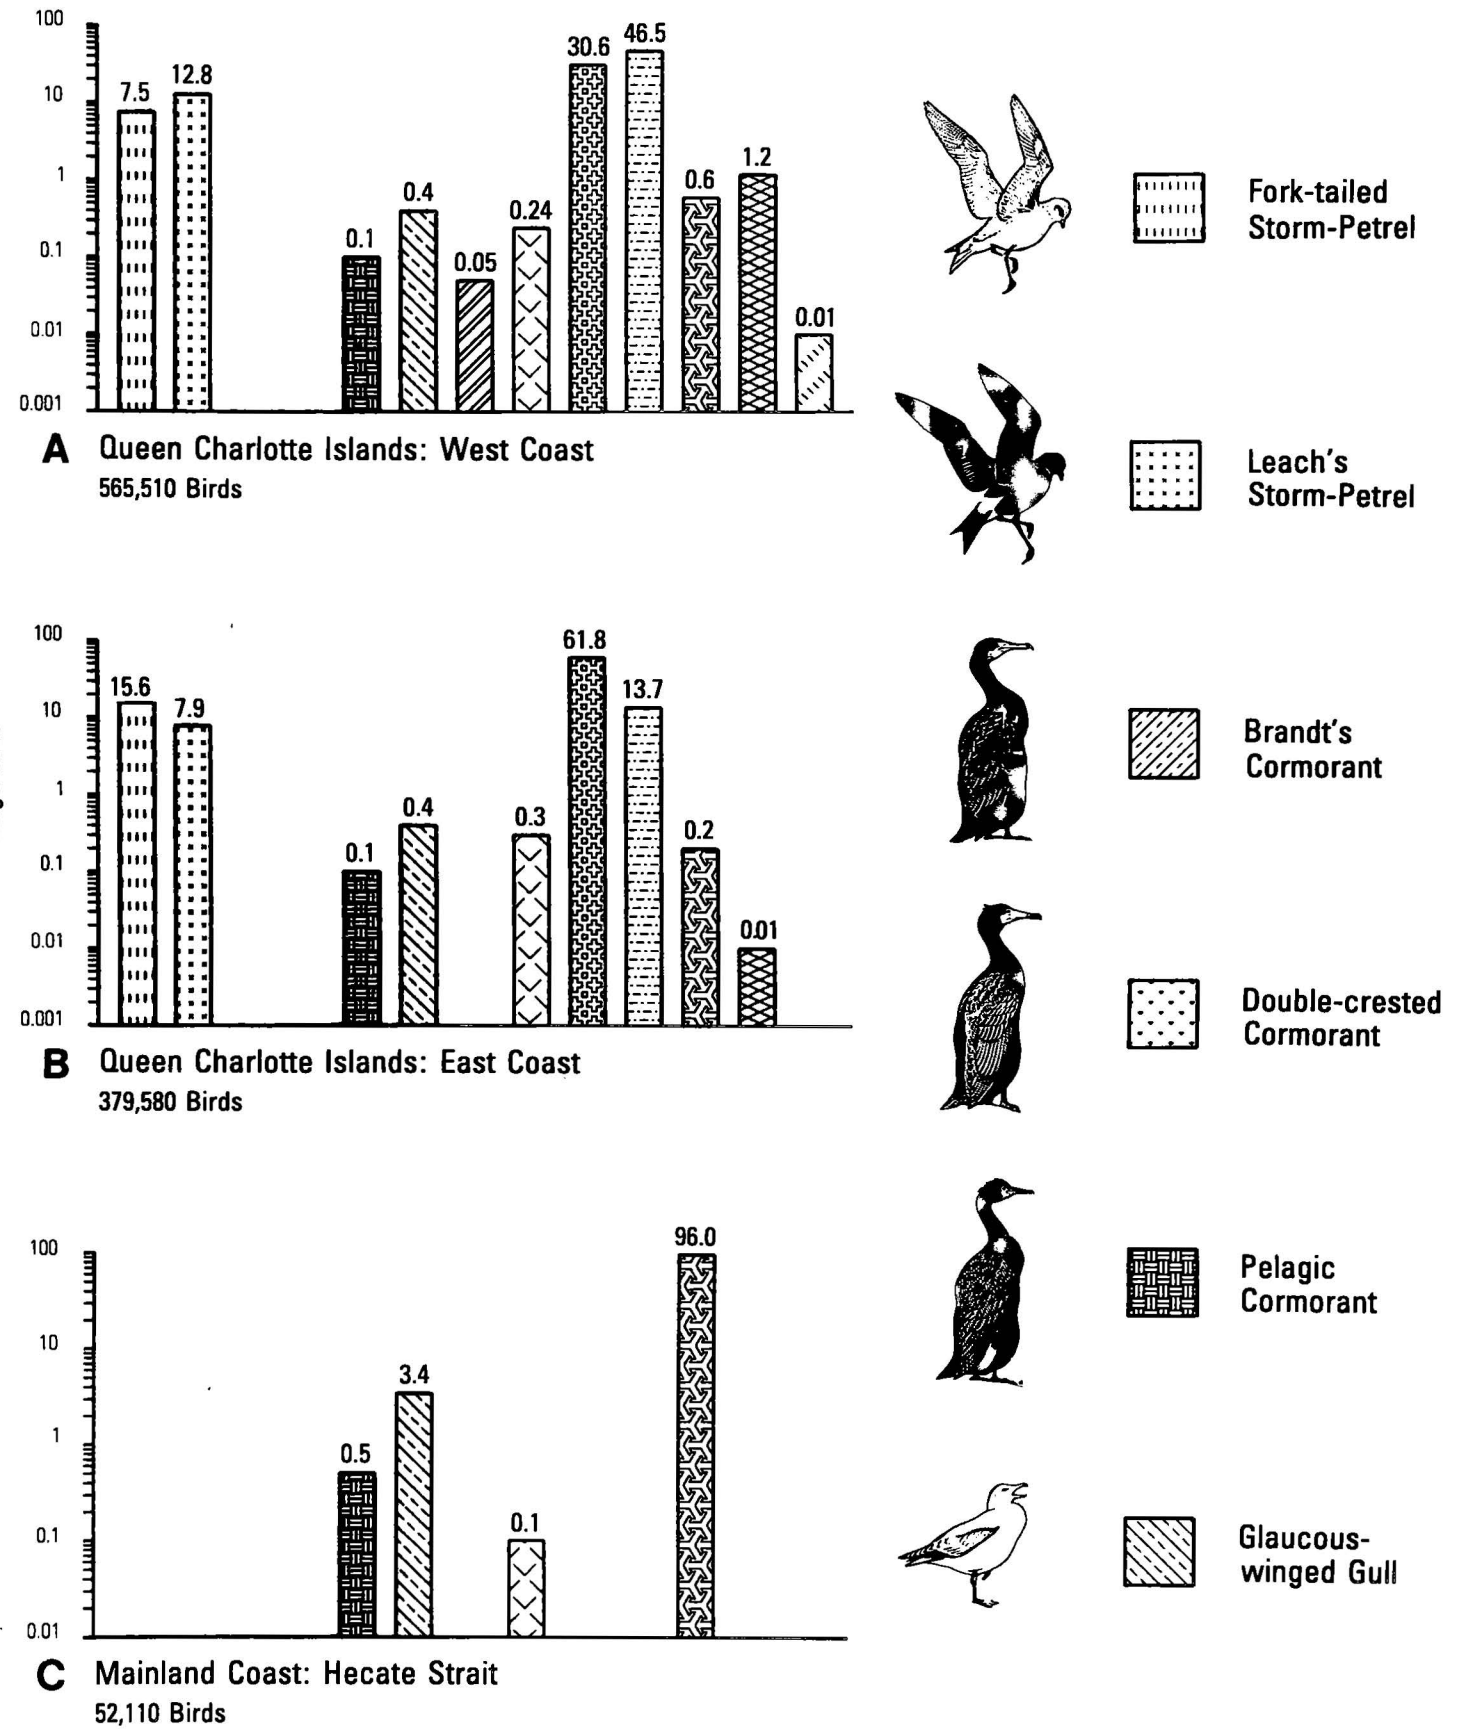 100
10
1
0.1
0.01
0.001
7.5
12.8
0.1
0.4
0.05
0.24
30.6
46.5
0.6
1.2
0.01
A Queen Charlotte Islands: West Coast
565,510 Birds
100
10
1
0.1
0.01
0.001
15.6
7.9
0.1
0.4
0.3
61.8
13.7
0.2
0.01
B Queen Charlotte Islands: East Coast
379,580 Birds
100
10
1
0.1
0.01
0.5
3.4
0.1
96.0
C Mainland Coast: Hecate Strait
52,110 Birds
Fork-tailed
Storm-Petrel
Leach's
Storm-Petrel
Brandt's
Cormorant
Double-crested
Cormorant
Pelagic
Cormorant
Glaucous-
winged Gull